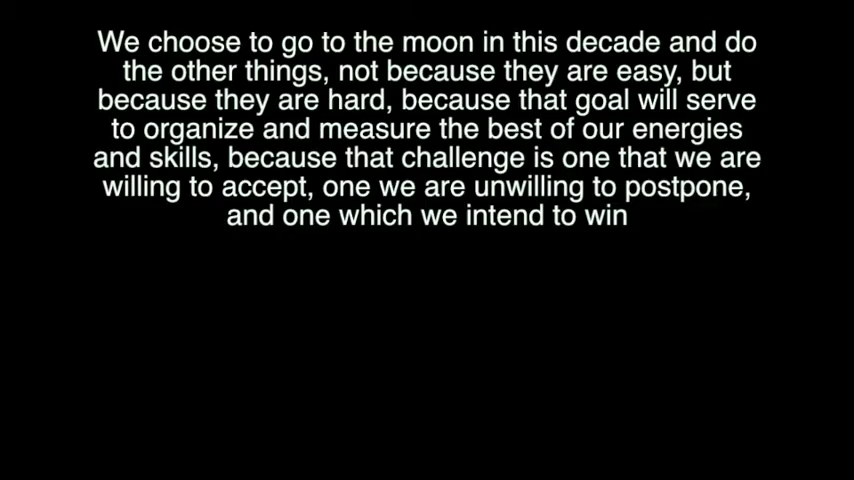 We choose to go to the moon in this decade and do
the other things, not because they are easy, but
because they are hard, because that goal will serve
to organize and measure the best of our energies
and skills, because that challenge is one that we are
willing to accept, one we are unwilling to postpone,
and one which we intend to win